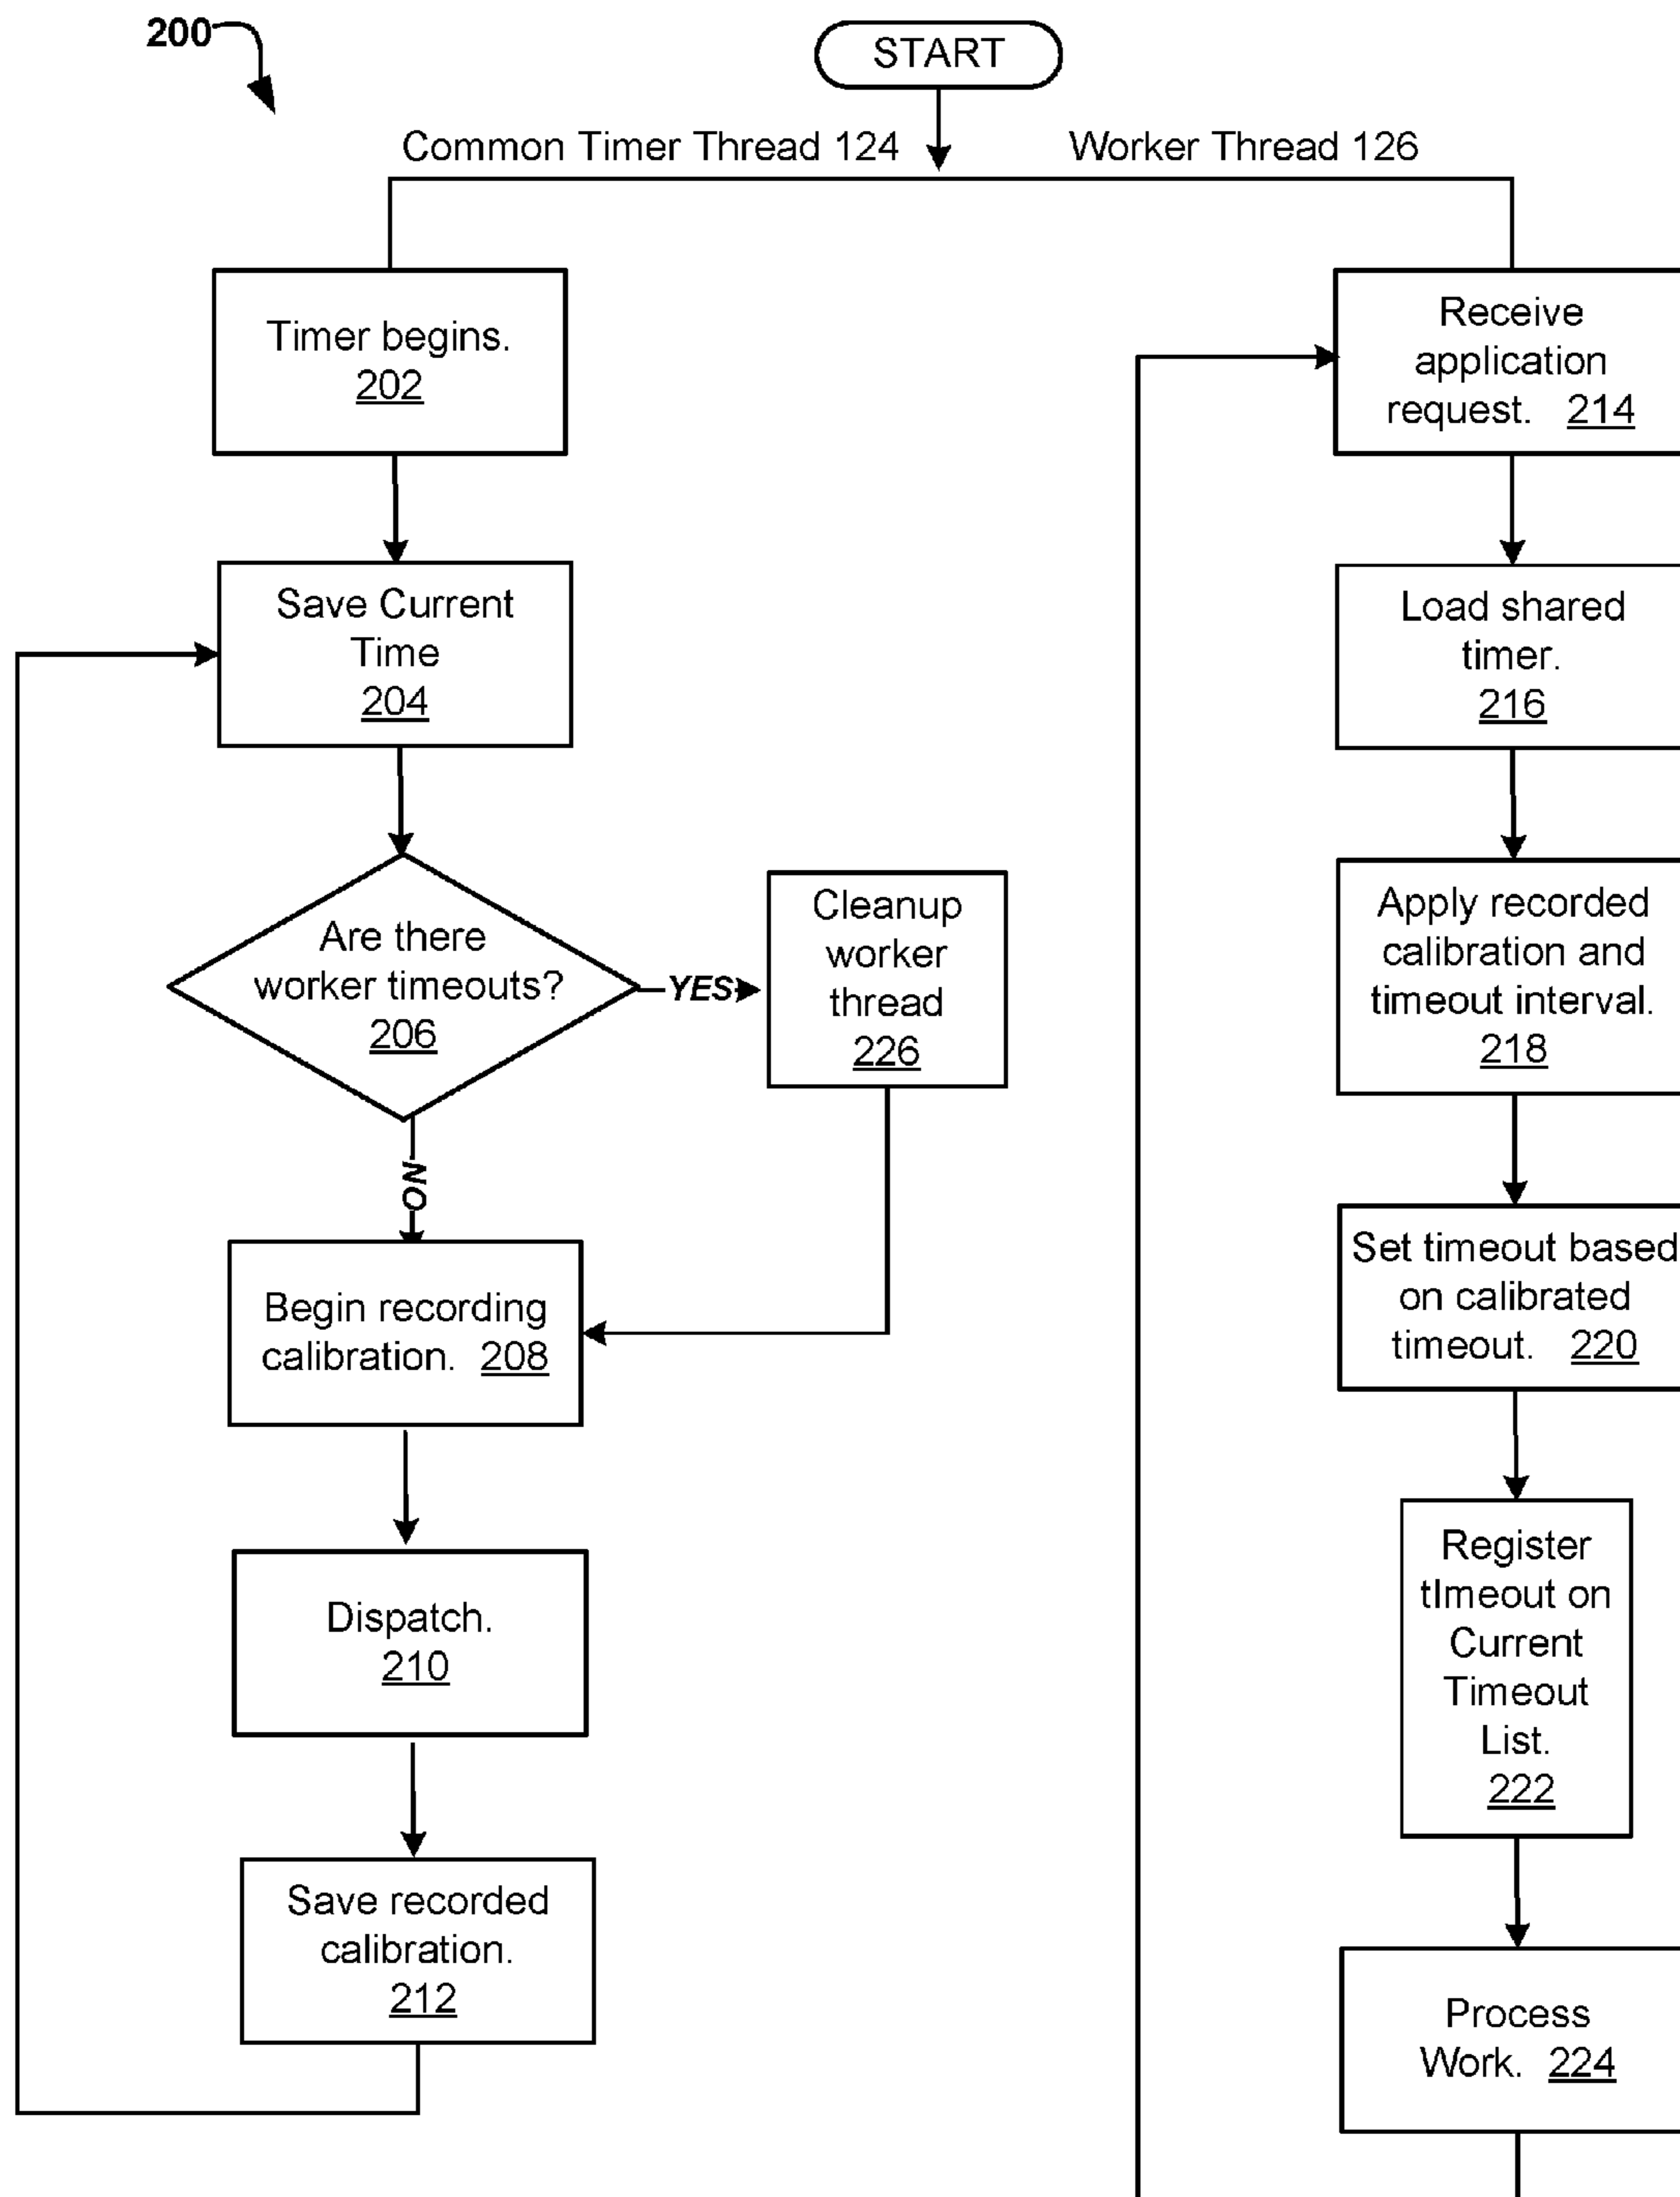 200
START
Common Timer Thread 124
Worker Thread 126
Timer begins.
202
Save Current
Time
204
Are there
worker timeouts?
206
YES
Cleanup
worker
thread
226
NO
Begin recording
calibration. 208
Dispatch.
210
Save recorded
calibration.
212
Receive
application
request. 214
Load shared
timer.
216
Apply recorded
calibration and
timeout interval.
218
Set timeout based
on calibrated
timeout. 220
Register
tImeout on
Current
Timeout
List.
222
Process
Work. 224